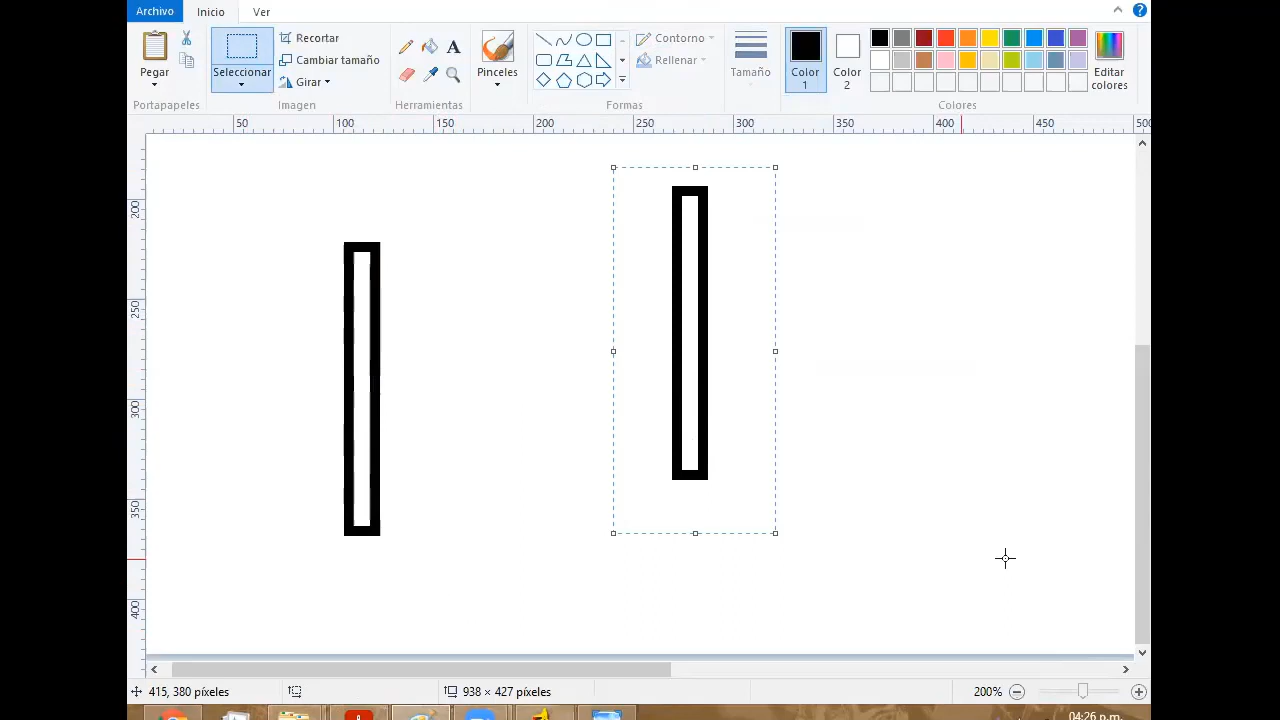 Archivo Inicio Ver
Pegar
Seleccionar
Recortar
Cambiar tamaño
Girar
A
Pinceles
Contorno
Rellenar
Tamaño
Color
1
Color
2
Editar
colores
Portapapeles Imagen Herramientas Formas Colores
50 100 150 200 250 300 350 400 450 500
200
250
300
350
400
415, 380 píxeles 938 × 427 píxeles 200%
04:26 p.m.